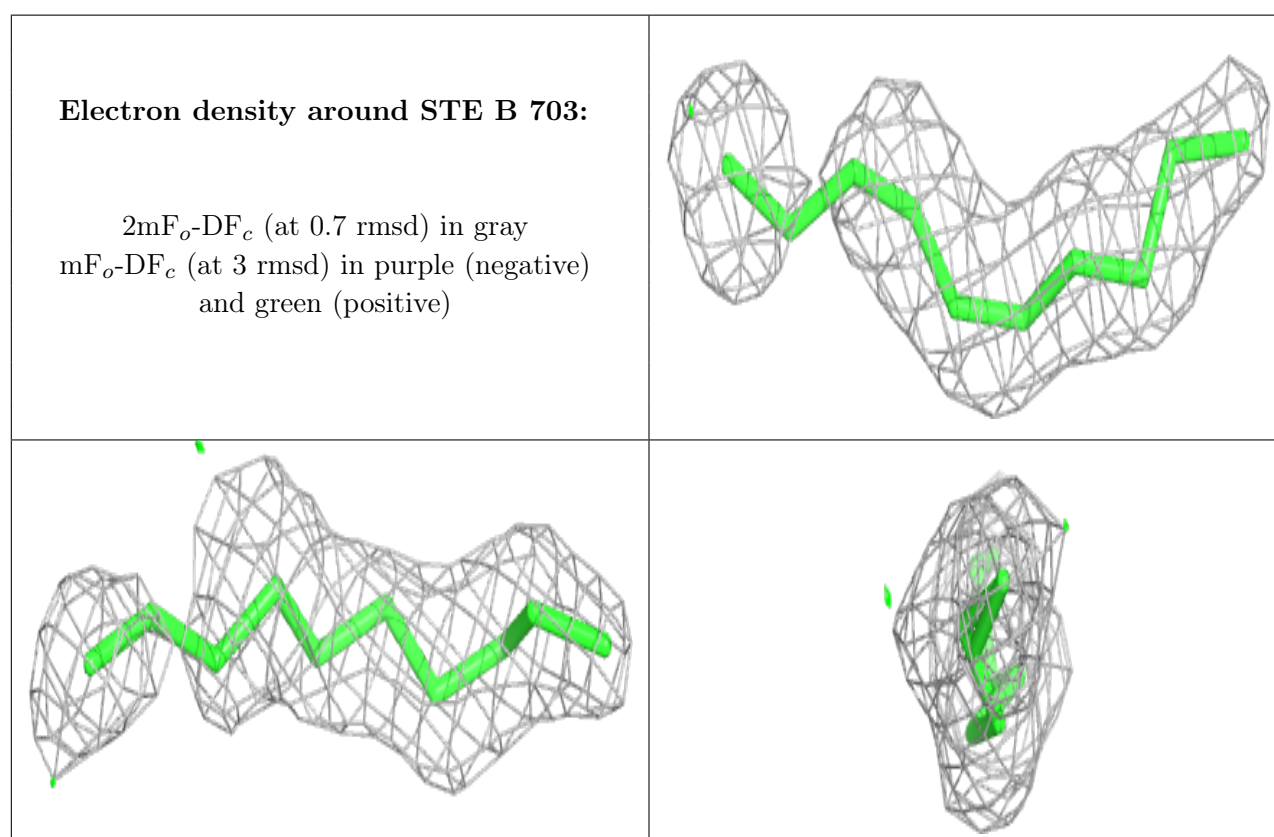 Electron density around STE B 703:
2mFo-DFc (at 0.7 rmsd) in gray
mFo-DFc (at 3 rmsd) in purple (negative)
and green (positive)